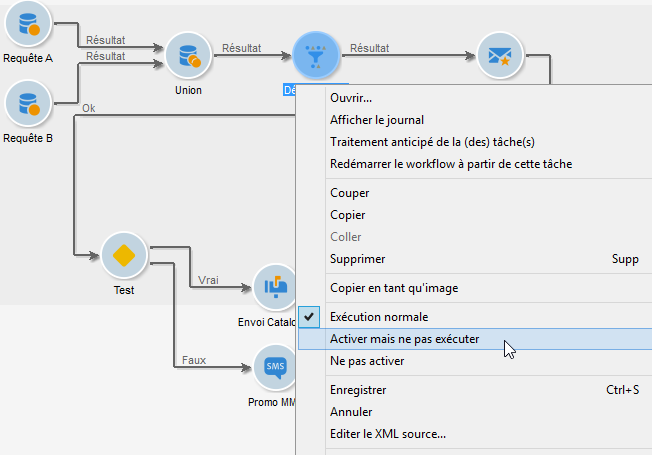 Requête A
Résultat
Résultat
Union
Résultat
Dé
Résultat
Requête B
Ok
Test
Vrai
Envoi Catalo
Faux
SMS
Promo MM
Ouvrir...
Afficher le journal
Traitement anticipé de la (des) tâche(s)
Redémarrer le workflow à partir de cette tâche
Couper
Copier
Coller
Supprimer Supp
Copier en tant qu'image
Exécution normale
Activer mais ne pas exécuter
Ne pas activer
Enregistrer Ctrl+S
Annuler
Editer le XML source...